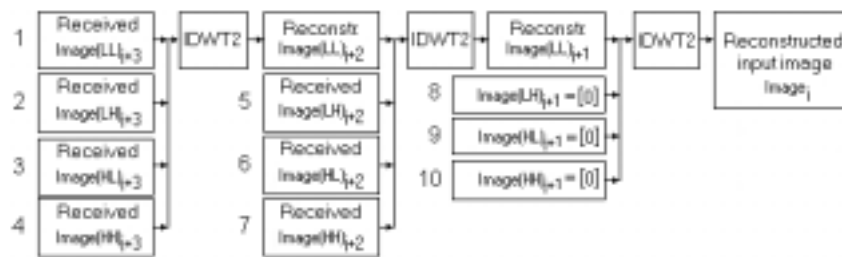 1
Received
Image(LL)j+3
IDWT2
Reconstr
Image(LL)j+2
IDWT2
Reconstr
Image(LL)j+1
IDWT2
Reconstructed
input image
Imagei
2
Received
Image(LH)j+3
5
Received
Image(LH)j+2
8
Image(LH)j+1 = [0]
3
Received
Image(HL)j+3
6
Received
Image(HL)j+2
9
Image(HL)j+1 = [0]
4
Received
Image(HH)j+3
7
Received
Image(HH)j+2
10
Image(HH)j+1 = [0]